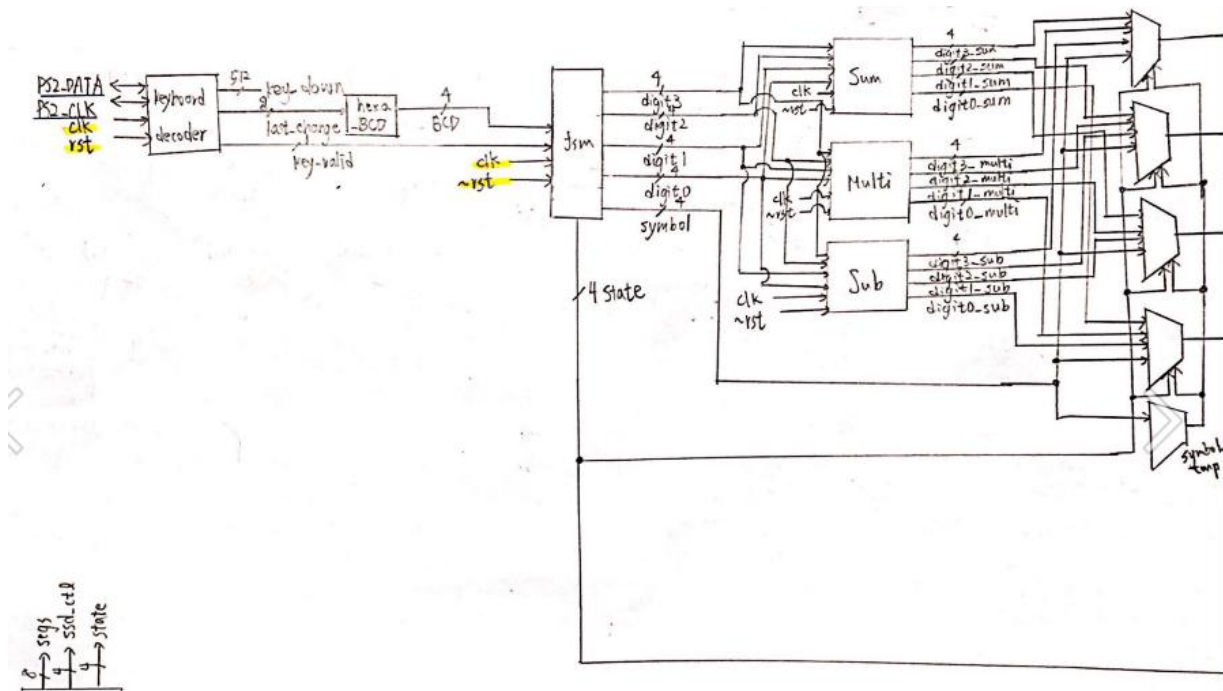 PS2_DATA
PS2_CLK
clk
rst
keyboard
decoder
512
key_down
9
last_change
key-valid
hexa
_BCD
4
BCD
fsm
clk
~rst
4
digit3
4
digit2
4
digit1
4
digit0
4
symbol
4 state
Sum
clk
~rst
4
digit3_sum
digit2_sum
digit1_sum
digit0_sum
Multi
clk
~rst
4
digit3_multi
digit2_multi
digit1_multi
digit0_multi
Sub
clk
~rst
4
digit3_sub
digit2_sub
digit1_sub
digit0_sub
symbol
tmp
8 segs
4 ssd_ctl
4 state